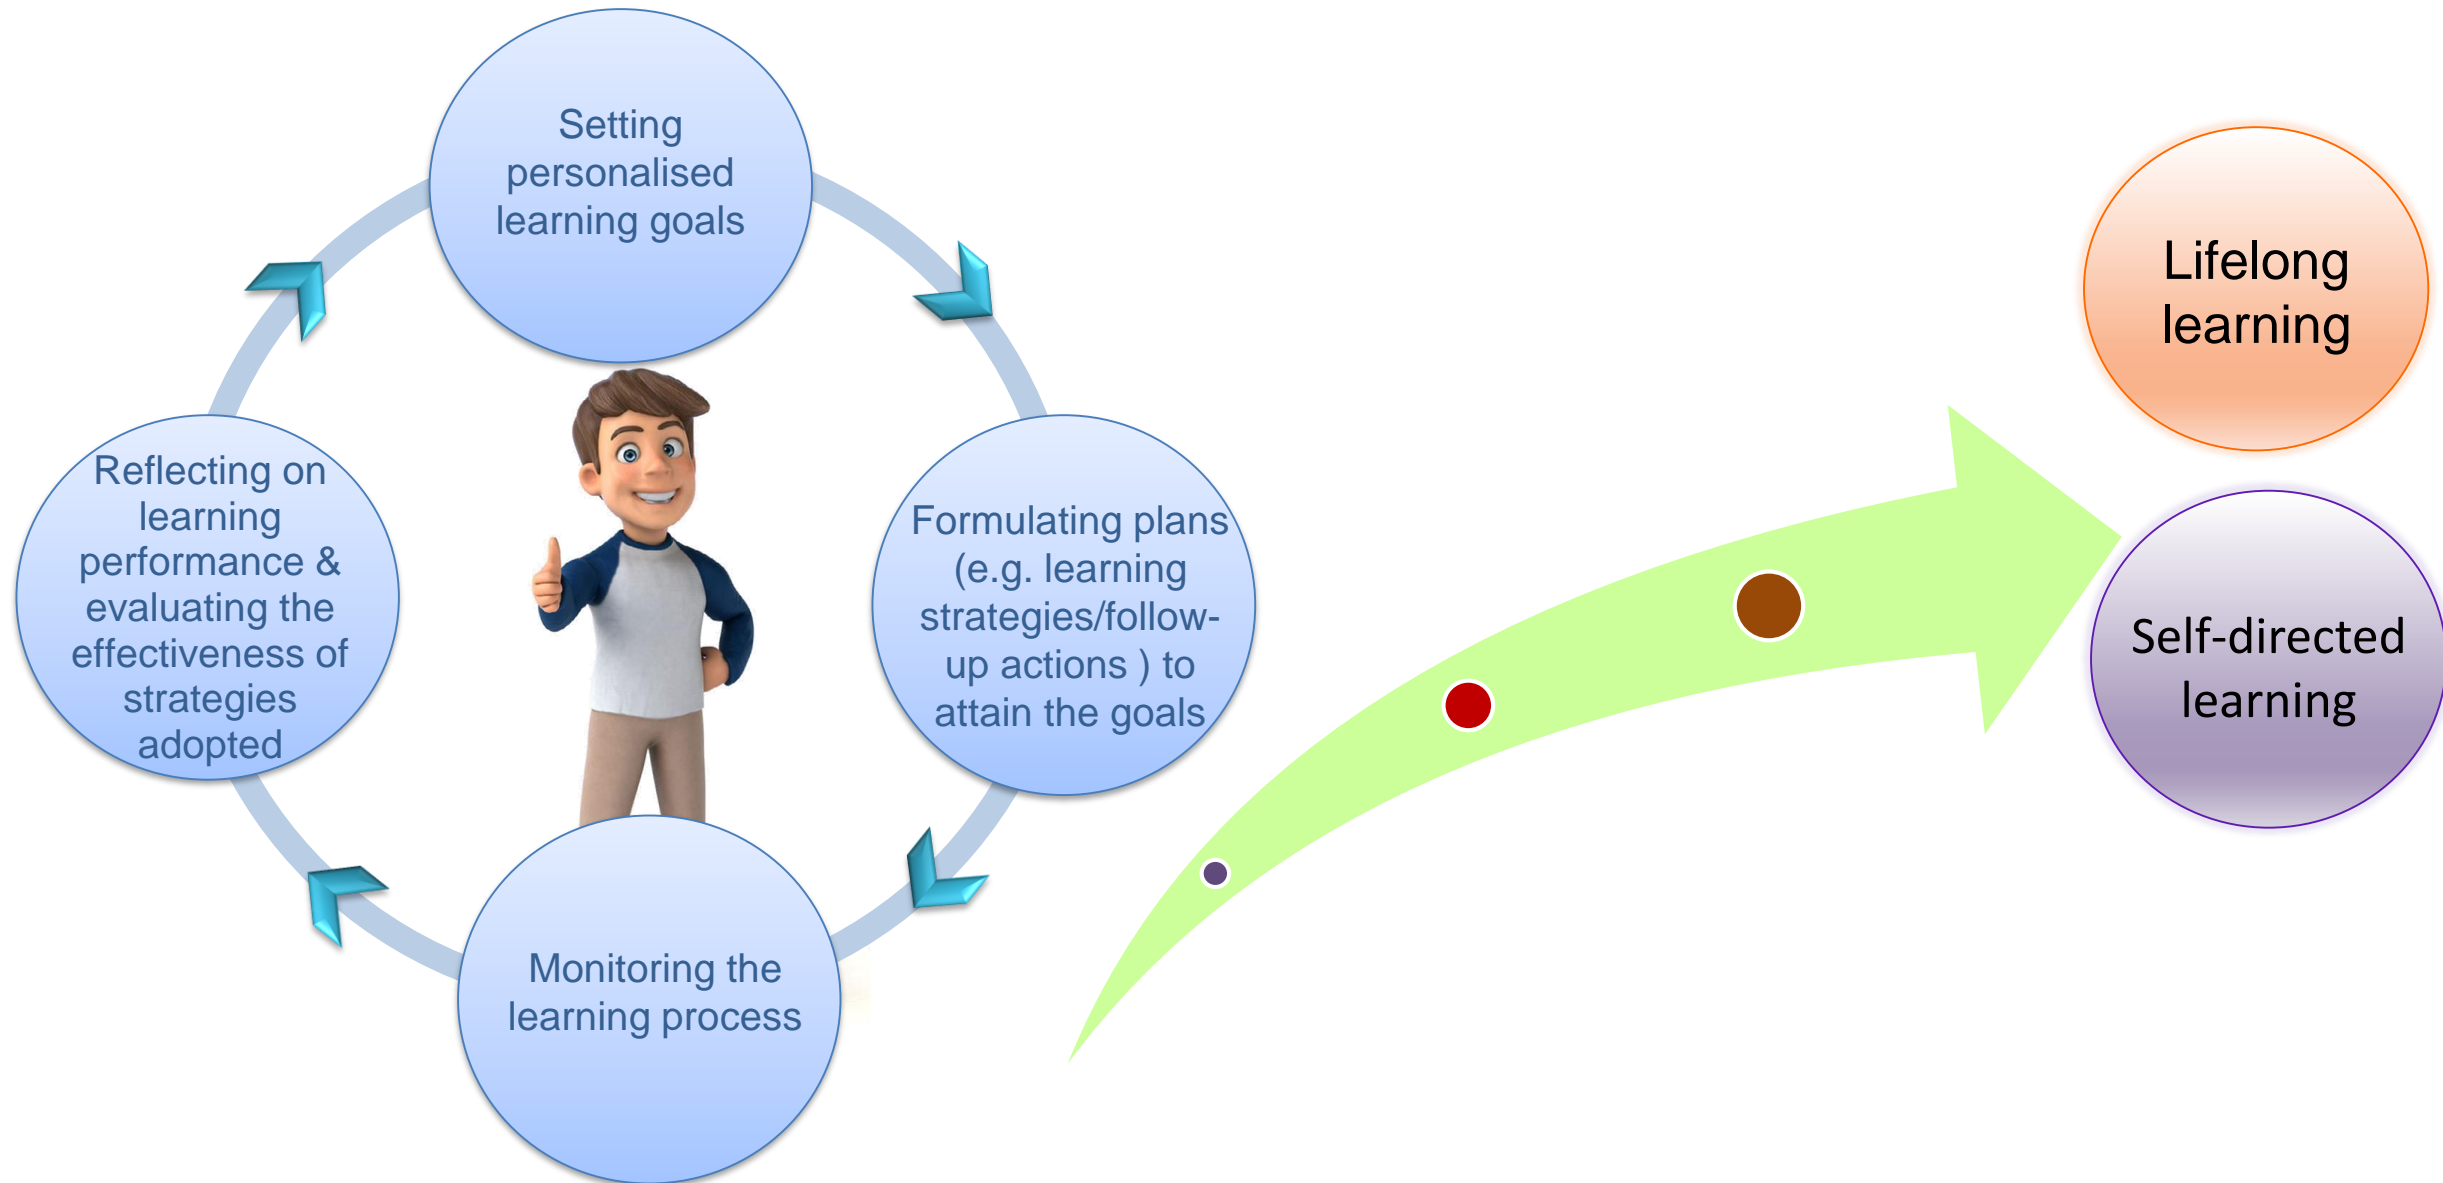 Setting
personalised
learning goals
Formulating plans
(e.g. learning
strategies/follow-
up actions ) to
attain the goals
Monitoring the
learning process
Reflecting on
learning
performance &
evaluating the
effectiveness of
strategies
adopted
Lifelong
learning
Self-directed
learning